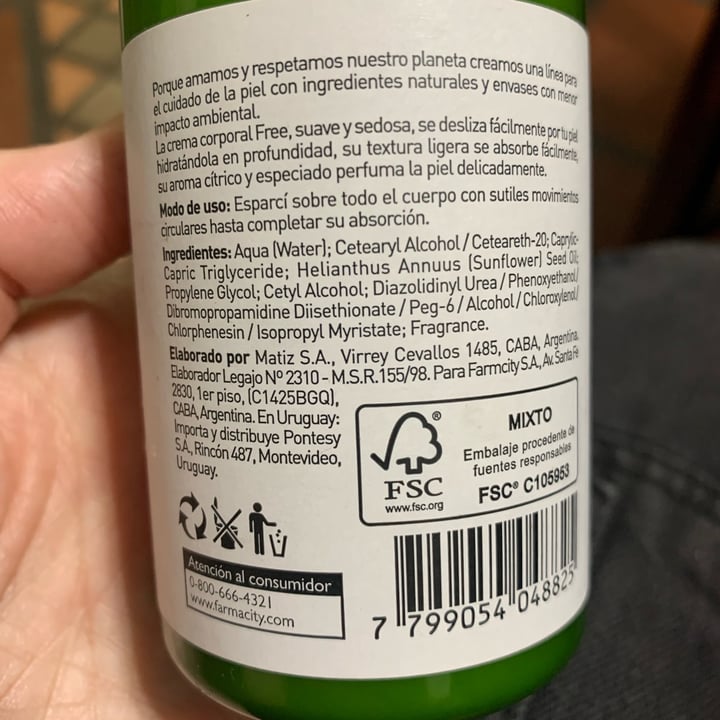 Porque amamos y respetamos nuestro planeta creamos una línea para
el cuidado de la piel con ingredientes naturales y envases con menor
impacto ambiental.
La crema corporal Free, suave y sedosa, se desliza fácilmente por tu piel
hidratándola en profundidad, su textura ligera se absorbe fácilmente,
su aroma cítrico y especiado perfuma la piel delicadamente.
Modo de uso: Esparcí sobre todo el cuerpo con sutiles movimientos
circulares hasta completar su absorción.
Ingredientes: Aqua (Water); Cetearyl Alcohol / Ceteareth-20; Caprylic-
Capric Triglyceride; Helianthus Annuus (Sunflower) Seed Oil;
Propylene Glycol; Cetyl Alcohol; Diazolidinyl Urea / Phenoxyethanol/
Dibromopropamidine Diisethionate / Peg-6 / Alcohol / Chloroxylenol/
Chlorphenesin / Isopropyl Myristate; Fragrance.
Elaborado por Matiz S.A., Virrey Cevallos 1485, CABA, Argentina.
Elaborador Legajo Nº 2310 - M.S.R.155/98. Para Farmcity S.A., Av. Santa Fe
2830, 1er piso, (C1425BGQ),
CABA, Argentina. En Uruguay:
Importa y distribuye Pontesy
S.A., Rincón 487, Montevideo,
Uruguay.
FSC®
www.fsc.org
MIXTO
Embalaje procedente de
fuentes responsables
FSC® C105953
Atención al consumidor
0-800-666-4321
www.farmacity.com
7 799054 048825